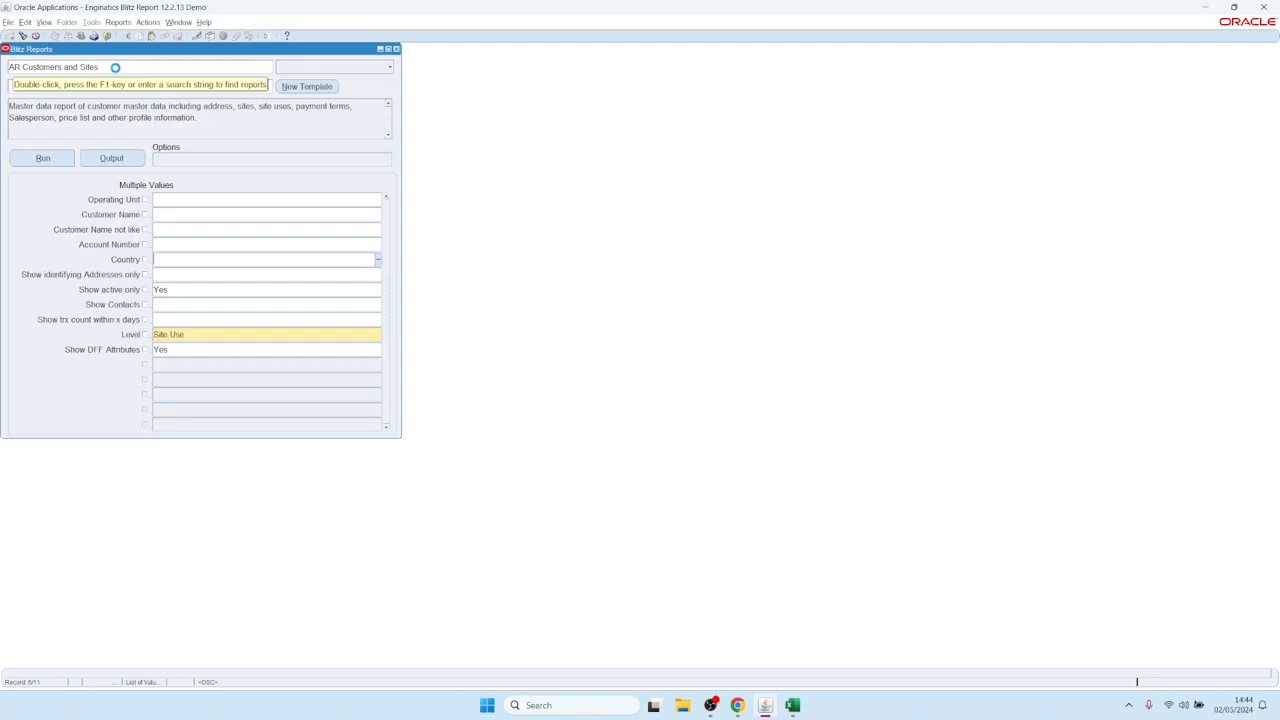 Oracle Applications - Enginatics Blitz Report 12.2.13 Demo
File Edit View Folder Tools Reports Actions Window Help
ORACLE
Blitz Reports
AR Customers and Sites
Double-click, press the F1-key or enter a search string to find reports
New Template
Master data report of customer master data including address, sites, site uses, payment terms,
Salesperson, price list and other profile information.
Options
Run Output
Multiple Values
Operating Unit
Customer Name
Customer Name not like
Account Number
Country
Show identifying Addresses only
Show active only Yes
Show Contacts
Show trx count within x days
Level Site Use
Show DFF Attributes Yes
Record: 5/11 ... List of Valu... <OSC>
Search
14:44
02/05/2024